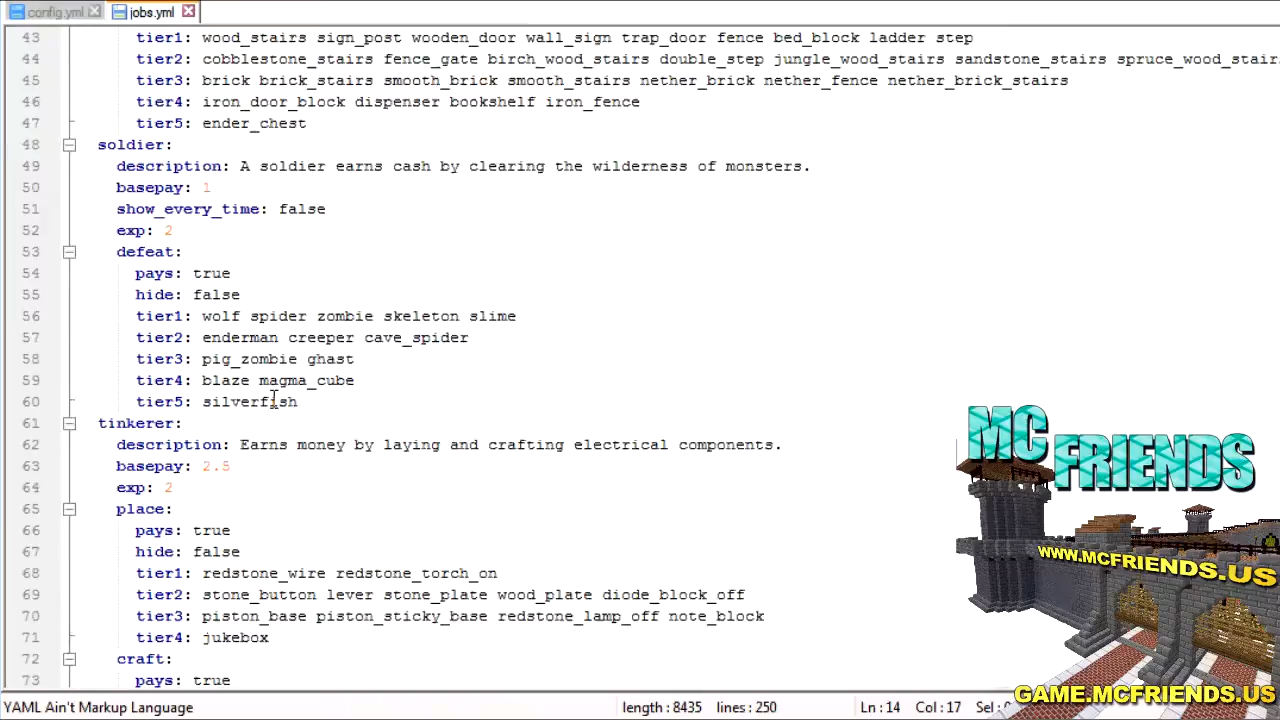 config.yml jobs.yml
43 tier1: wood_stairs sign_post wooden_door wall_sign trap_door fence bed_block ladder step
44 tier2: cobblestone_stairs fence_gate birch_wood_stairs double_step jungle_wood_stairs sandstone_stairs spruce_wood_stair
45 tier3: brick brick_stairs smooth_brick smooth_stairs nether_brick nether_fence nether_brick_stairs
46 tier4: iron_door_block dispenser bookshelf iron_fence
47 tier5: ender_chest
48 soldier:
49 description: A soldier earns cash by clearing the wilderness of monsters.
50 basepay: 1
51 show_every_time: false
52 exp: 2
53 defeat:
54 pays: true
55 hide: false
56 tier1: wolf spider zombie skeleton slime
57 tier2: enderman creeper cave_spider
58 tier3: pig_zombie ghast
59 tier4: blaze magma_cube
60 tier5: silverfish
61 tinkerer:
62 description: Earns money by laying and crafting electrical components.
63 basepay: 2.5
64 exp: 2
65 place:
66 pays: true
67 hide: false
68 tier1: redstone_wire redstone_torch_on
69 tier2: stone_button lever stone_plate wood_plate diode_block_off
70 tier3: piston_base piston_sticky_base redstone_lamp_off note_block
71 tier4: jukebox
72 craft:
73 pays: true
MC
FRIENDS
WWW.MCFRIENDS.US
GAME.MCFRIENDS.US
YAML Ain't Markup Language length : 8435 lines : 250 Ln : 14 Col : 17 Sel :